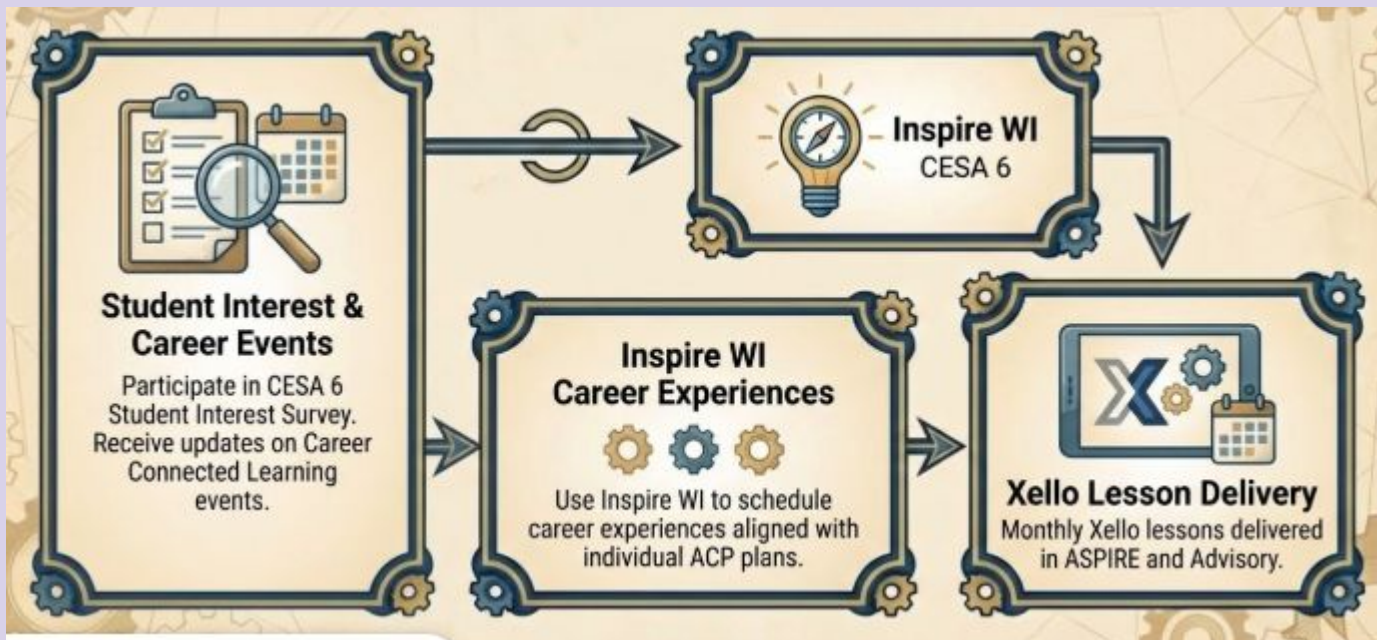 Student Interest &
Career Events
Participate in CESA 6
Student Interest Survey.
Receive updates on Career
Connected Learning
events.
Inspire WI
CESA 6
Inspire WI
Career Experiences
Use Inspire WI to schedule
career experiences aligned with
individual ACP plans.
X
Xello Lesson Delivery
Monthly Xello lessons delivered
in ASPIRE and Advisory.